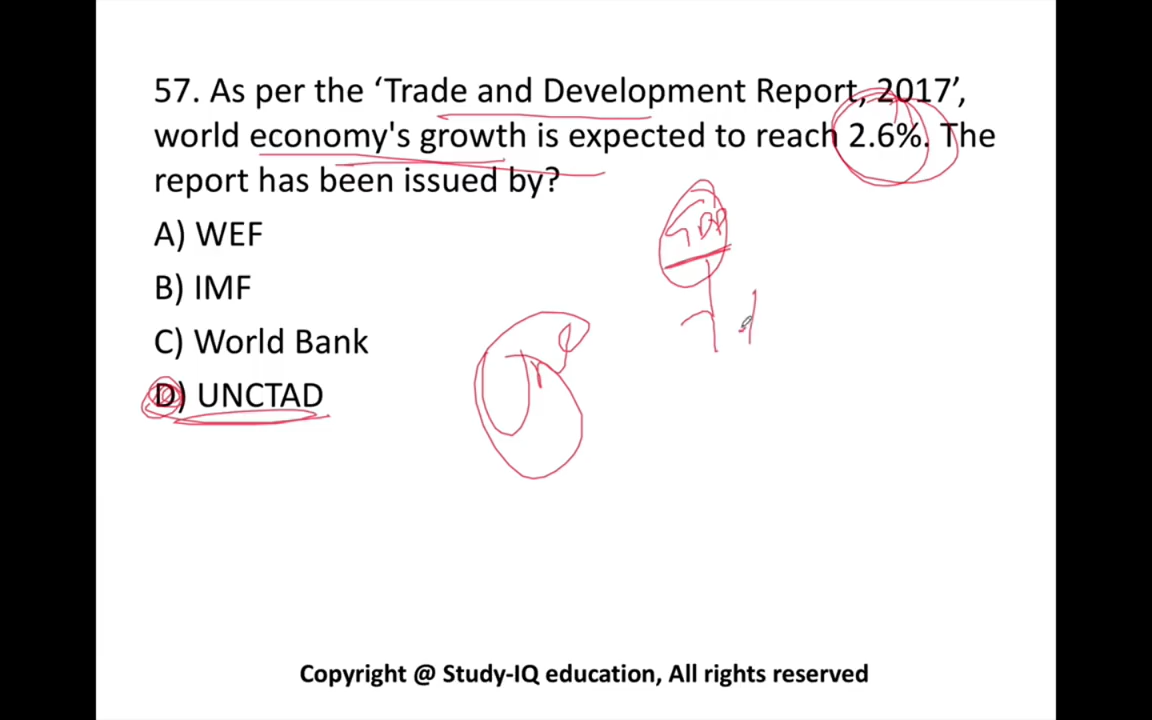 57. As per the ‘Trade and Development Report, 2017’,
world economy's growth is expected to reach 2.6%. The
report has been issued by?
GDP
A) WEF
B) IMF
C) World Bank
D) UNCTAD
Copyright @ Study-IQ education, All rights reserved